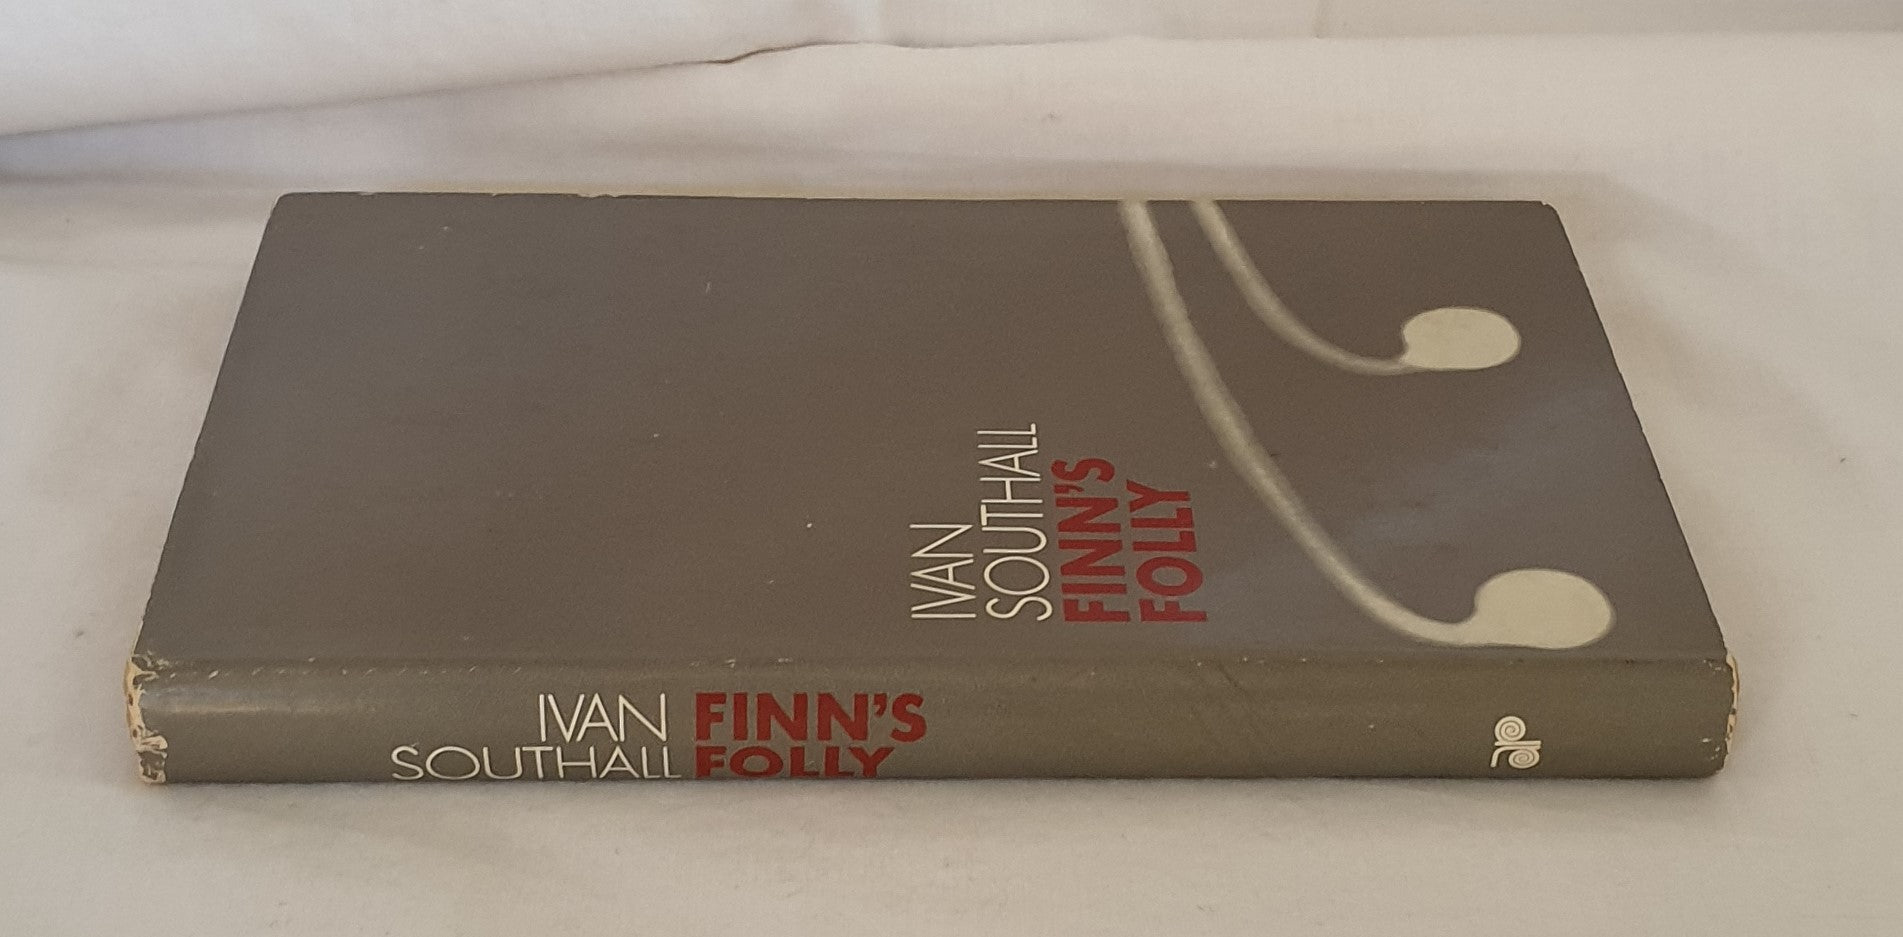 IVAN
SOUTHALL
FINN'S
FOLLY
IVAN FINN'S
SOUTHALL FOLLY